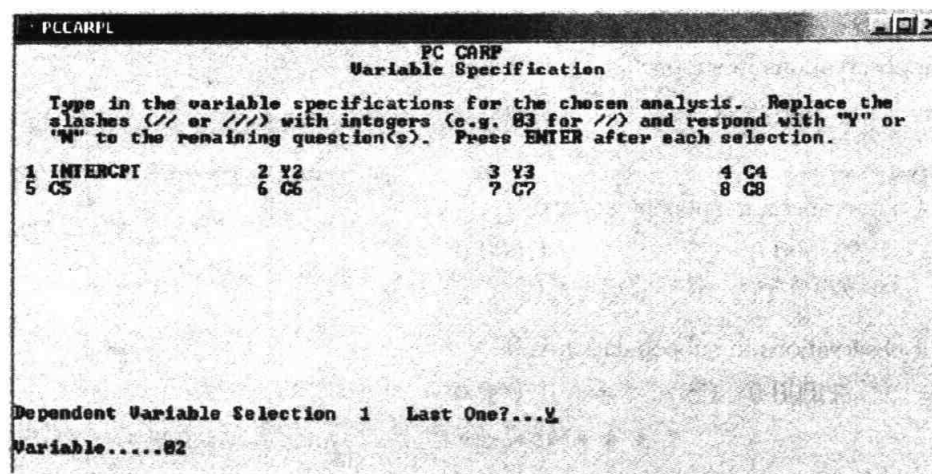 PCCARPL
PC CARP
Variable Specification
Type in the variable specifications for the chosen analysis. Replace the
slashes (// or ///) with integers (e.g. 03 for //) and respond with "Y" or
"N" to the remaining question(s). Press ENTER after each selection.
1 INTERCPT 2 Y2 3 Y3 4 C4
5 C5 6 C6 7 C7 8 C8
Dependent Variable Selection 1 Last One?...Y
Variable.....02